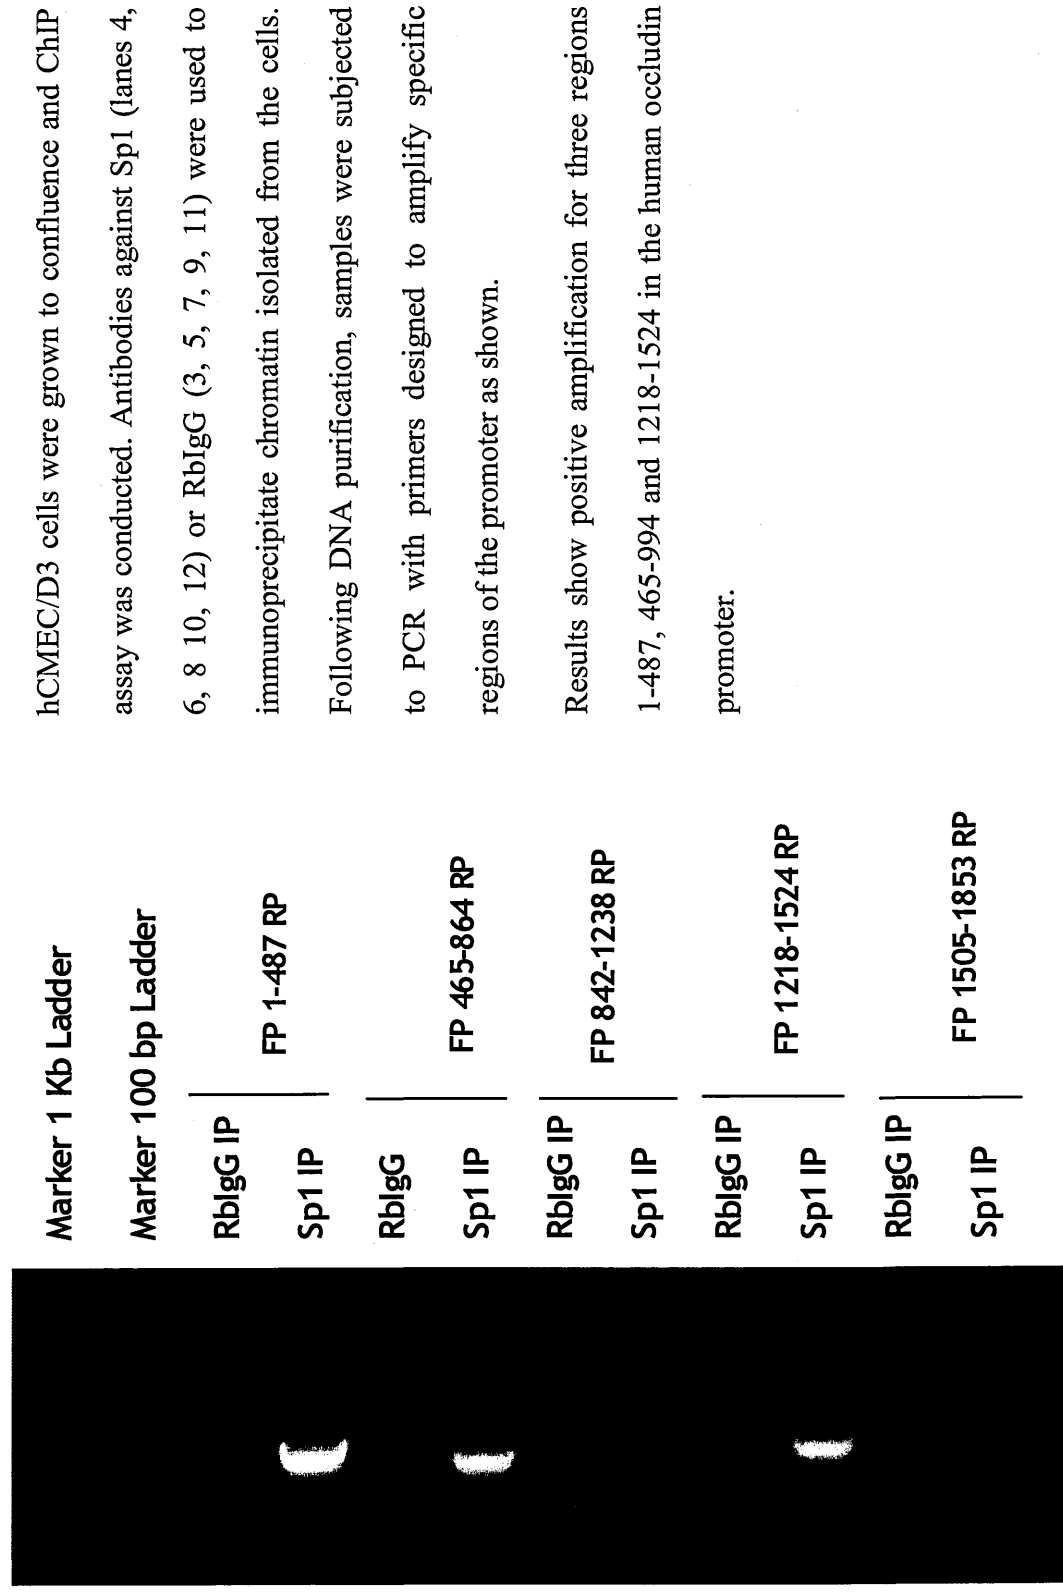 Marker 1 Kb Ladder
Marker 100 bp Ladder
RbIgG IP
Sp1 IP
FP 1-487 RP
RbIgG
Sp1 IP
FP 465-864 RP
RbIgG IP
Sp1 IP
FP 842-1238 RP
RbIgG IP
Sp1 IP
FP 1218-1524 RP
RbIgG IP
Sp1 IP
FP 1505-1853 RP
hCMEC/D3 cells were grown to confluence and ChIP
assay was conducted. Antibodies against Sp1 (lanes 4,
6, 8 10, 12) or RbIgG (3, 5, 7, 9, 11) were used to
immunoprecipitate chromatin isolated from the cells.
Following DNA purification, samples were subjected
to PCR with primers designed to amplify specific
regions of the promoter as shown.
Results show positive amplification for three regions
1-487, 465-994 and 1218-1524 in the human occludin
promoter.